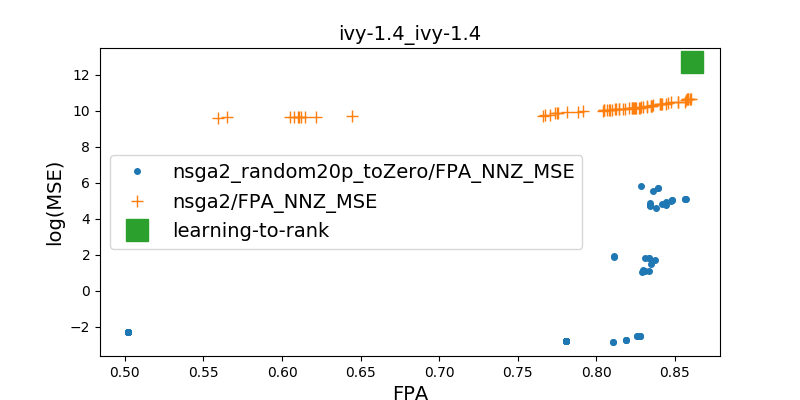 ivy-1.4_ivy-1.4
log(MSE)
12
10
8
6
4
2
0
−2
nsga2_random20p_toZero/FPA_NNZ_MSE
nsga2/FPA_NNZ_MSE
learning-to-rank
0.50 0.55 0.60 0.65 0.70 0.75 0.80 0.85
FPA